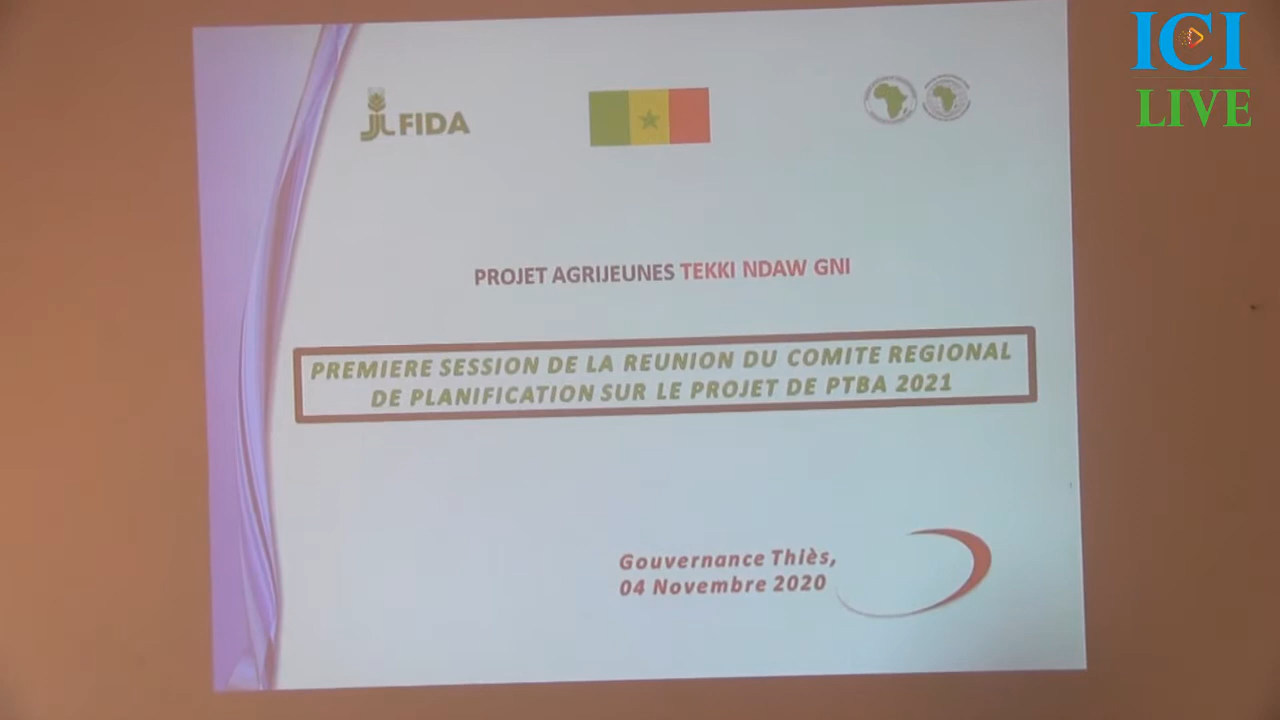 ICI
LIVE
FIDA
PROJET AGRIJEUNES TEKKI NDAW GNI
PREMIERE SESSION DE LA REUNION DU COMITE REGIONAL
DE PLANIFICATION SUR LE PROJET DE PTBA 2021
Gouvernance Thiès,
04 Novembre 2020